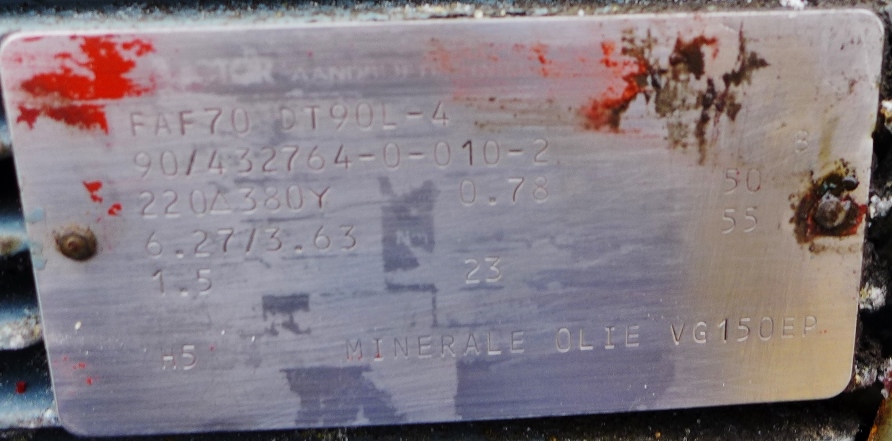 FAF70 DT90L-4
90/432764-0-010-2 B
220Δ380Y 0.78 50
6.27/3.63 55
1.5 23
H5 MINERALE OLIE VG150EP